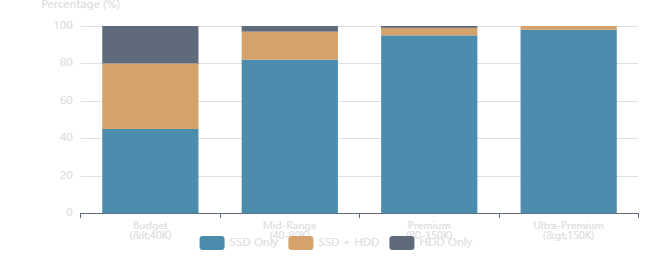 Percentage (%)
100
80
60
40
20
0
Budget
(&lt;40K)
Mid-Range
(40-80K)
Premium
(80-150K)
Ultra-Premium
(&gt;150K)
SSD Only
SSD + HDD
HDD Only